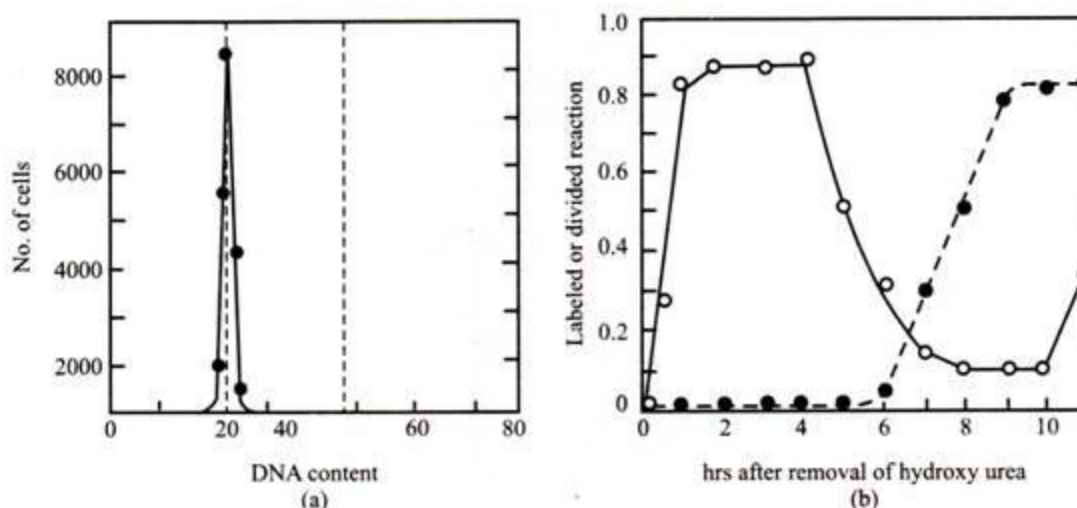 8000
6000
4000
2000
No. of cells
0 20 40 60 80
DNA content
(a)
1.0
0.8
0.6
0.4
0.2
0
Labeled or divided reaction
0 2 4 6 8 10
hrs after removal of hydroxy urea
(b)